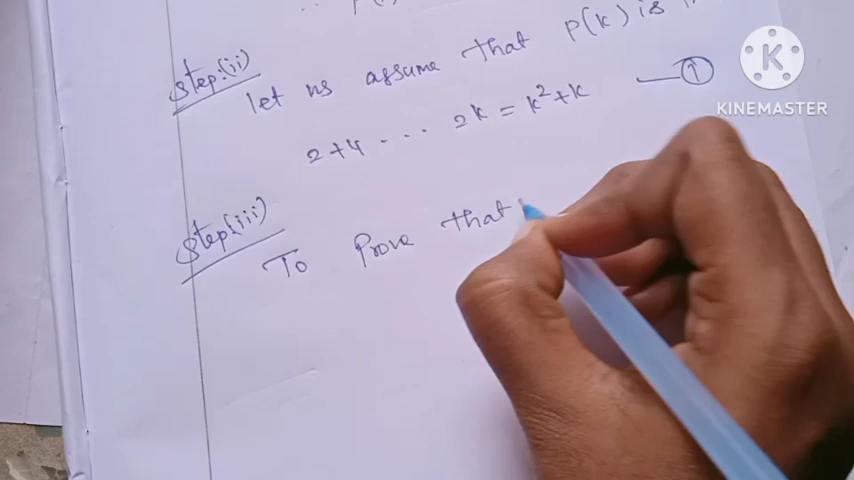 Step:(ii)
let us assume that P(k) is
2+4 ... 2k = k²+k ①
Step(iii)
To Prove that
K
KINEMASTER